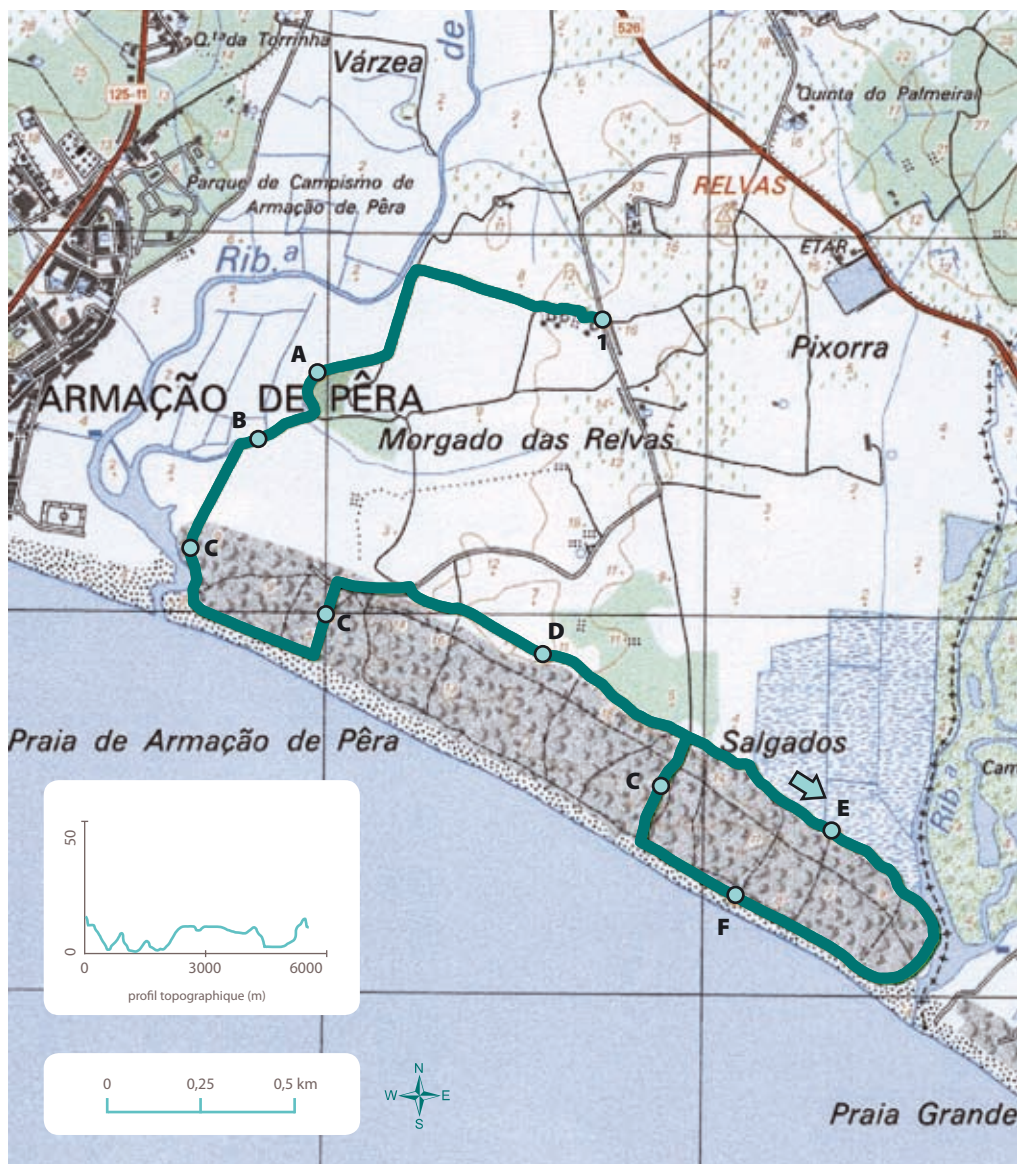 526
Q.ta da Torrinha
de
Várzea
125-11
Quinta do Palmeiral
Parque de Campismo de
Armação de Pêra
RELVAS
Rib.a
ETAR
1
Pixorra
A
ARMAÇÃO DE PÊRA
B
Morgado das Relvas
C
C
D
Praia de Armação de Pêra
Salgados
C
E
Rib.a
Cam
F
50
0
0
3000
6000
profil topographique (m)
0
0,25
0,5 km
N
W
E
S
Praia Grande